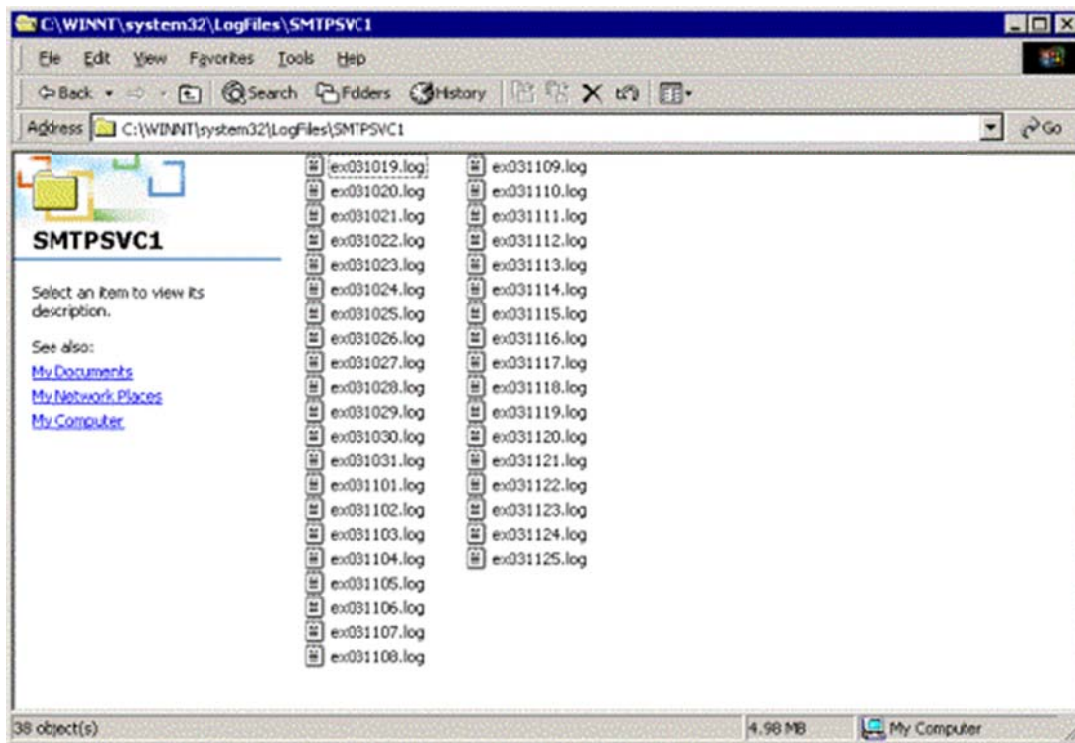 C:\WINNT\system32\LogFiles\SMTPSVC1
File Edit View Favorites Tools Help
Back Search Folders History
Address C:\WINNT\system32\LogFiles\SMTPSVC1 Go
SMTPSVC1
Select an item to view its
description.
See also:
My Documents
My Network Places
My Computer
ex031019.log
ex031020.log
ex031021.log
ex031022.log
ex031023.log
ex031024.log
ex031025.log
ex031026.log
ex031027.log
ex031028.log
ex031029.log
ex031030.log
ex031031.log
ex031101.log
ex031102.log
ex031103.log
ex031104.log
ex031105.log
ex031106.log
ex031107.log
ex031108.log
ex031109.log
ex031110.log
ex031111.log
ex031112.log
ex031113.log
ex031114.log
ex031115.log
ex031116.log
ex031117.log
ex031118.log
ex031119.log
ex031120.log
ex031121.log
ex031122.log
ex031123.log
ex031124.log
ex031125.log
38 object(s) 4.98 MB My Computer